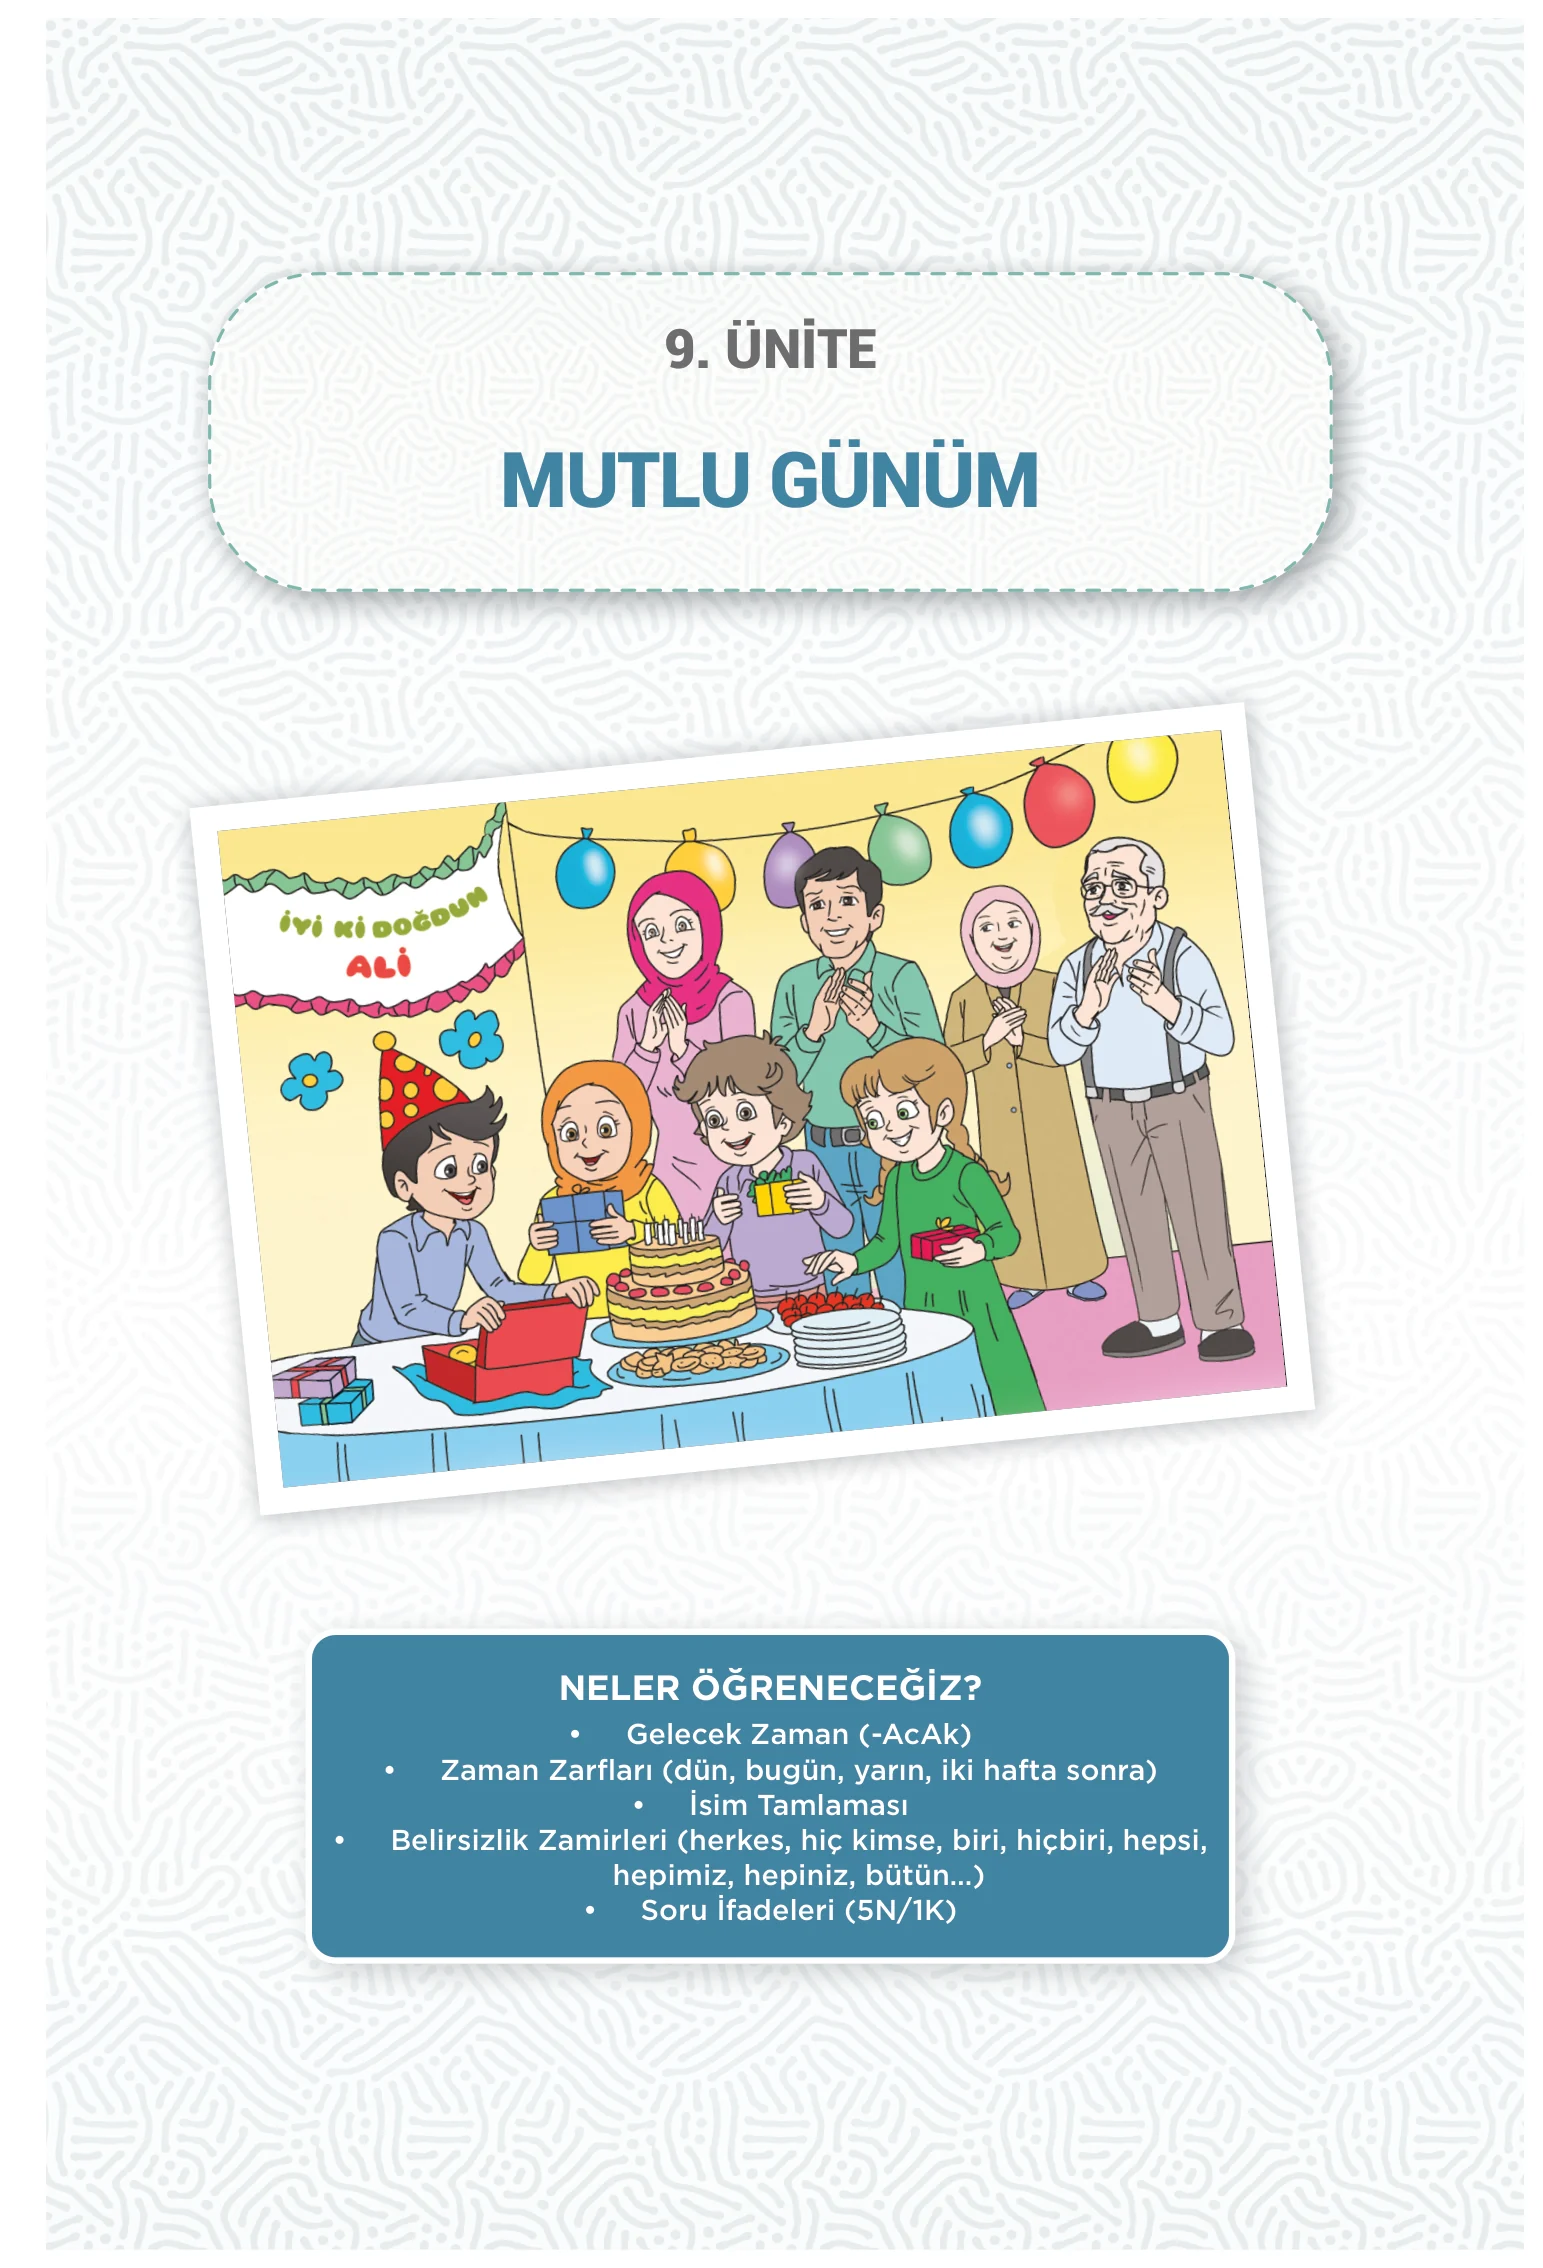 9. ÜNİTE
MUTLU GÜNÜM
İYİ Kİ DOĞDUN
ALİ
NELER ÖĞRENECEĞİZ?
• Gelecek Zaman (-AcAk)
• Zaman Zarfları (dün, bugün, yarın, iki hafta sonra)
• İsim Tamlaması
• Belirsizlik Zamirleri (herkes, hiç kimse, biri, hiçbiri, hepsi,
hepimiz, hepiniz, bütün...)
• Soru İfadeleri (5N/1K)